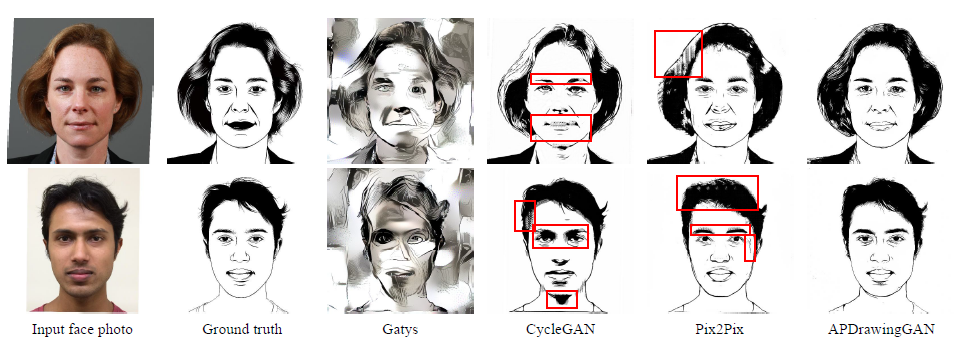 Input face photo Ground truth Gatys CycleGAN Pix2Pix APDrawingGAN